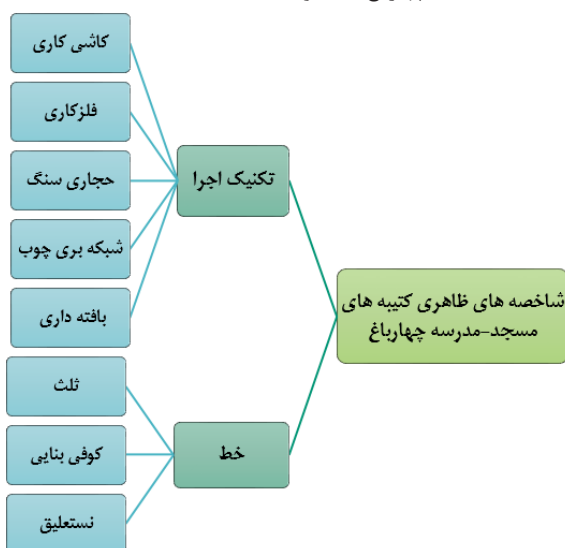 شاخصه های ظاهری کتیبه های
مسجد-مدرسه چهارباغ
تکنیک اجرا
کاشی کاری
فلزکاری
حجاری سنگ
شبکه بری چوب
بافته داری
خط
ثلث
کوفی بنایی
نستعلیق